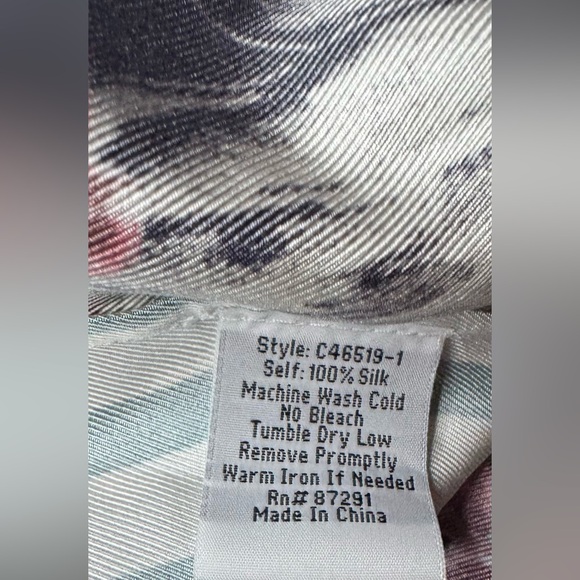 Style: C46519-1
Self: 100% Silk
Machine Wash Cold
No Bleach
Tumble Dry Low
Remove Promptly
Warm Iron If Needed
Rn# 87291
Made In China